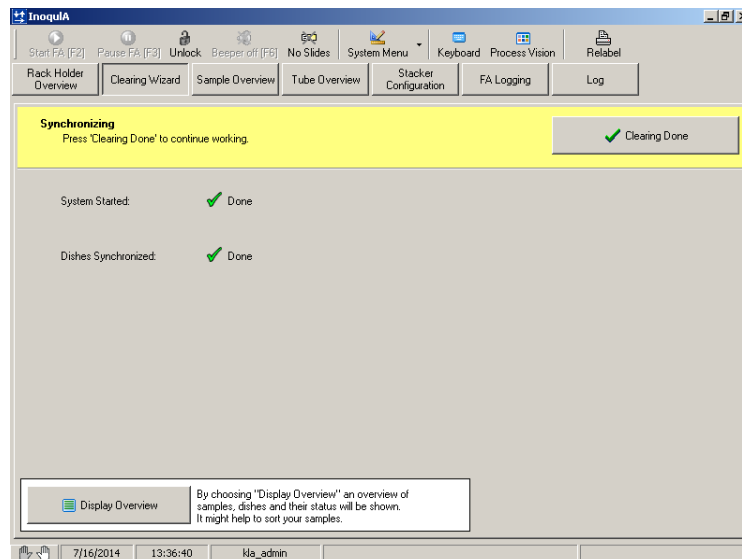 InoqulA
Start FA [F2] Pause FA [F3] Unlock Beeper off [F6] No Slides System Menu Keyboard Process Vision Relabel
Rack Holder Overview
Clearing Wizard
Sample Overview
Tube Overview
Stacker Configuration
FA Logging
Log
Synchronizing
Press 'Clearing Done' to continue working.
Clearing Done
System Started: Done
Dishes Synchronized: Done
Display Overview
By choosing "Display Overview" an overview of
samples, dishes and their status will be shown.
It might help to sort your samples.
7/16/2014 13:36:40 kla_admin